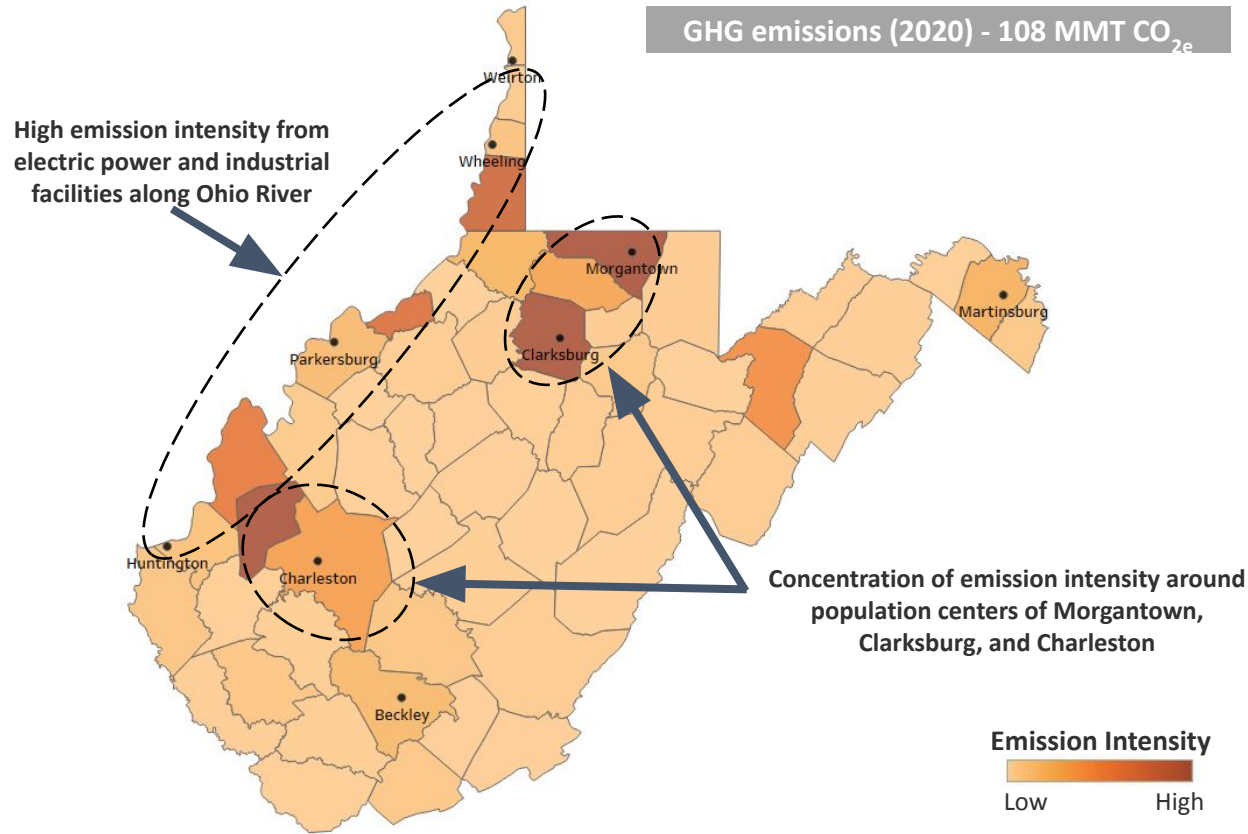 GHG emissions (2020) - 108 MMT CO2e
High emission intensity from
electric power and industrial
facilities along Ohio River
Weirton
Wheeling
Morgantown
Martinsburg
Parkersburg
Clarksburg
Huntington
Charleston
Concentration of emission intensity around
population centers of Morgantown,
Clarksburg, and Charleston
Beckley
Emission Intensity
Low High